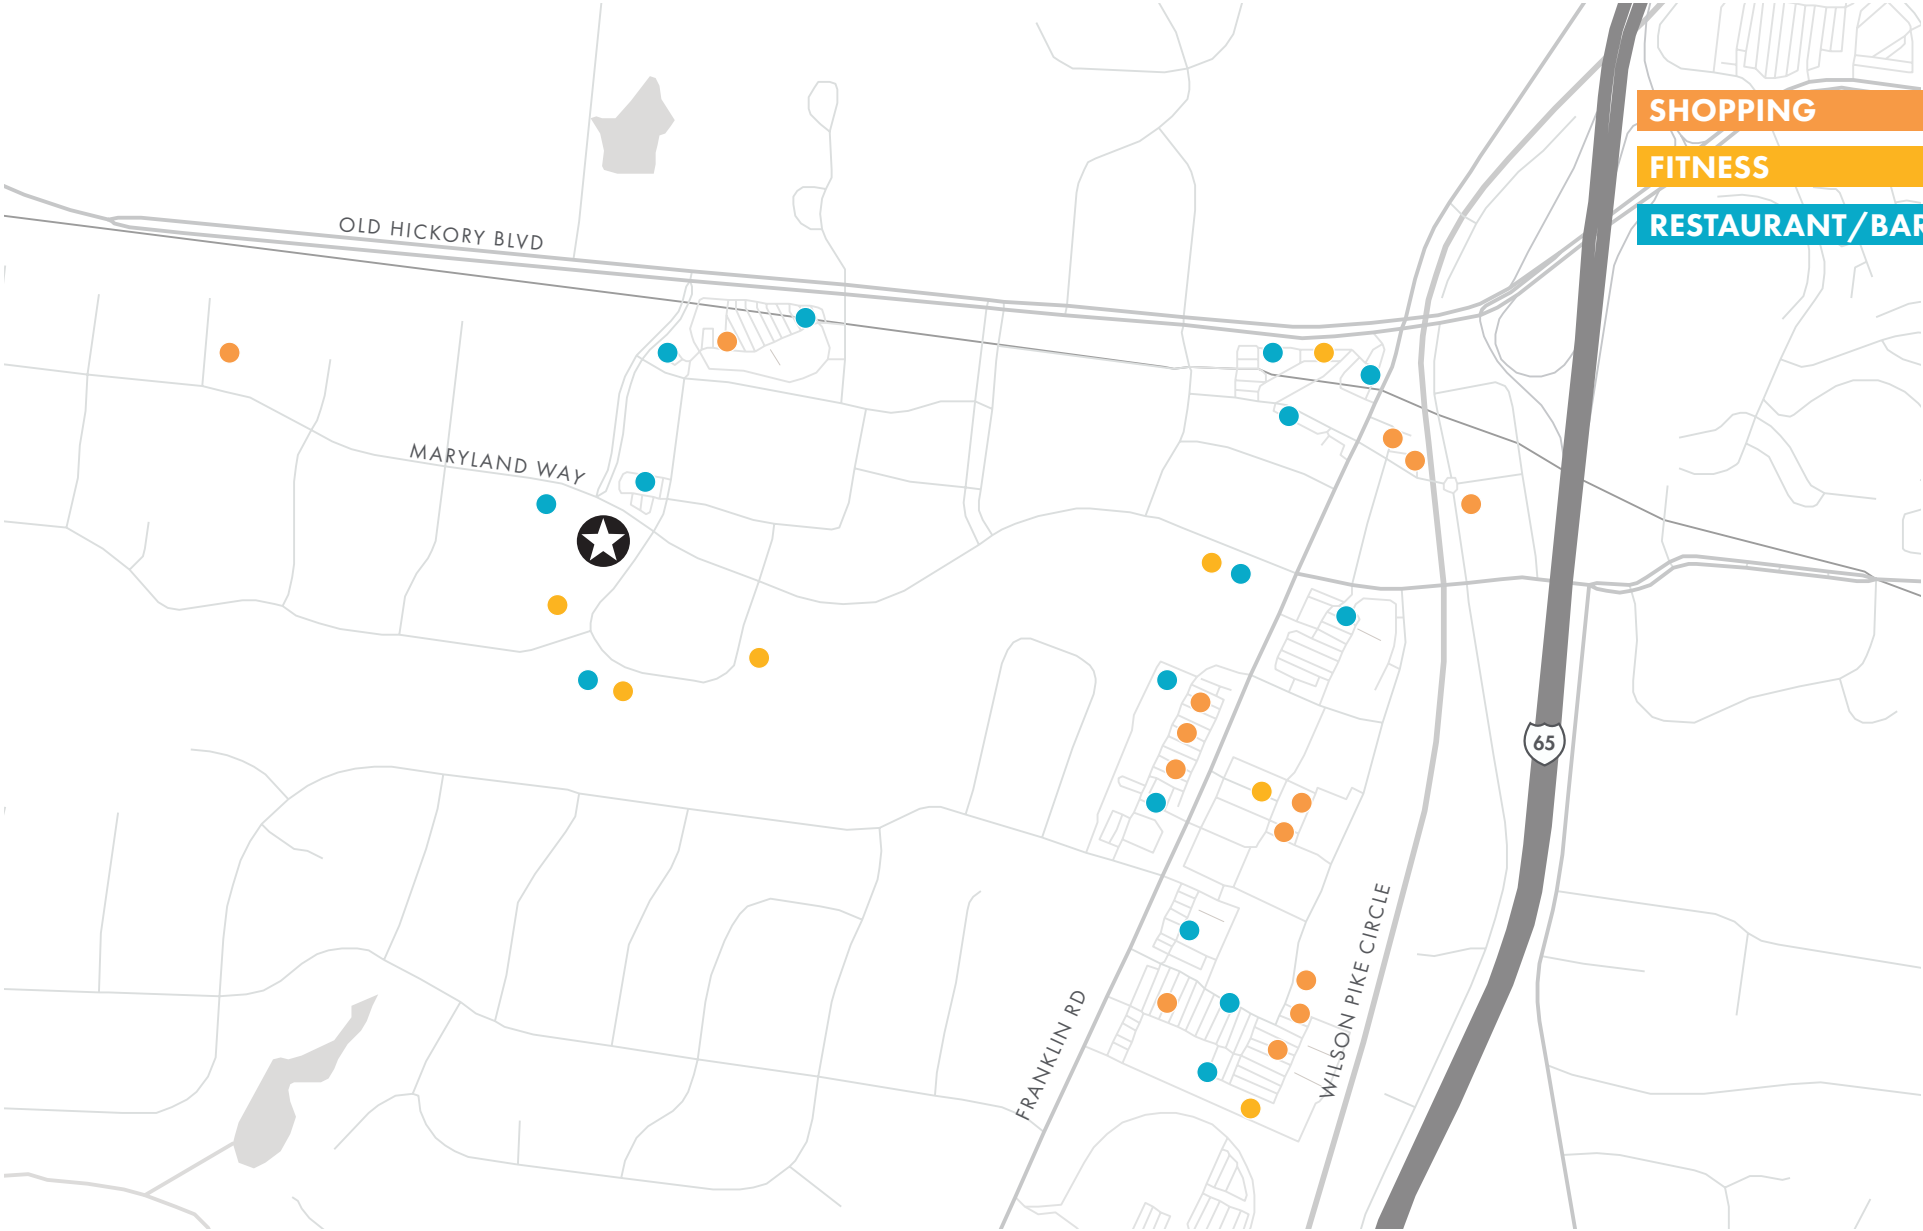 SHOPPING
FITNESS
RESTAURANT/BAR
OLD HICKORY BLVD
MARYLAND WAY
65
WILSON PIKE CIRCLE
FRANKLIN RD